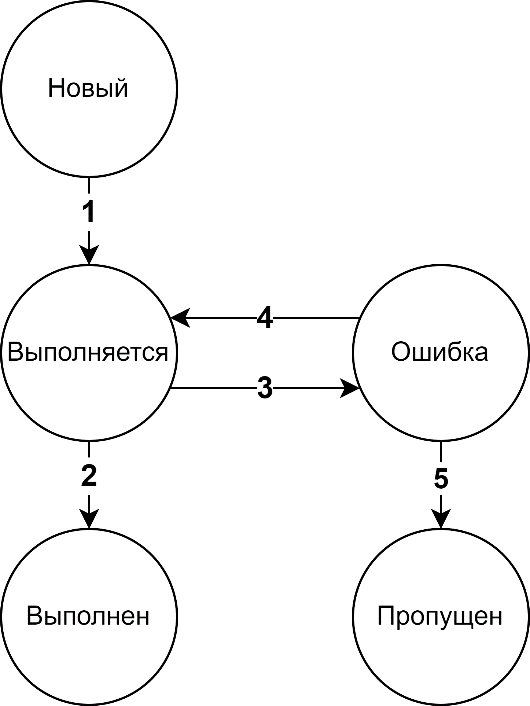 Новый
1
Выполняется
4
3
Ошибка
2
5
Выполнен
Пропущен